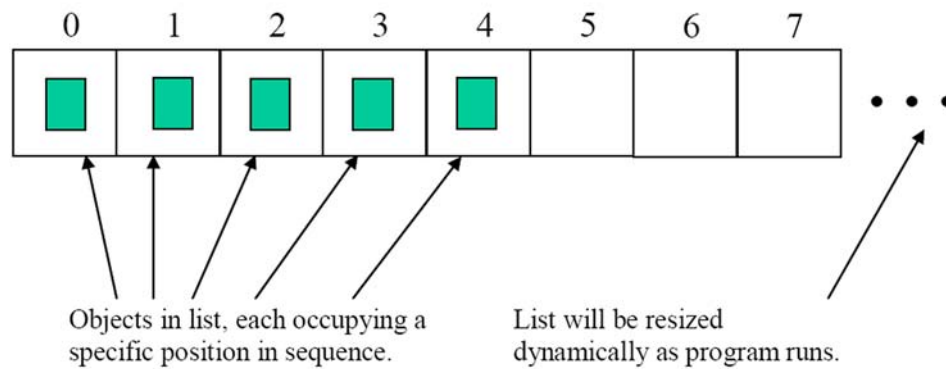 0 1 2 3 4 5 6 7
Objects in list, each occupying a
specific position in sequence.
List will be resized
dynamically as program runs.